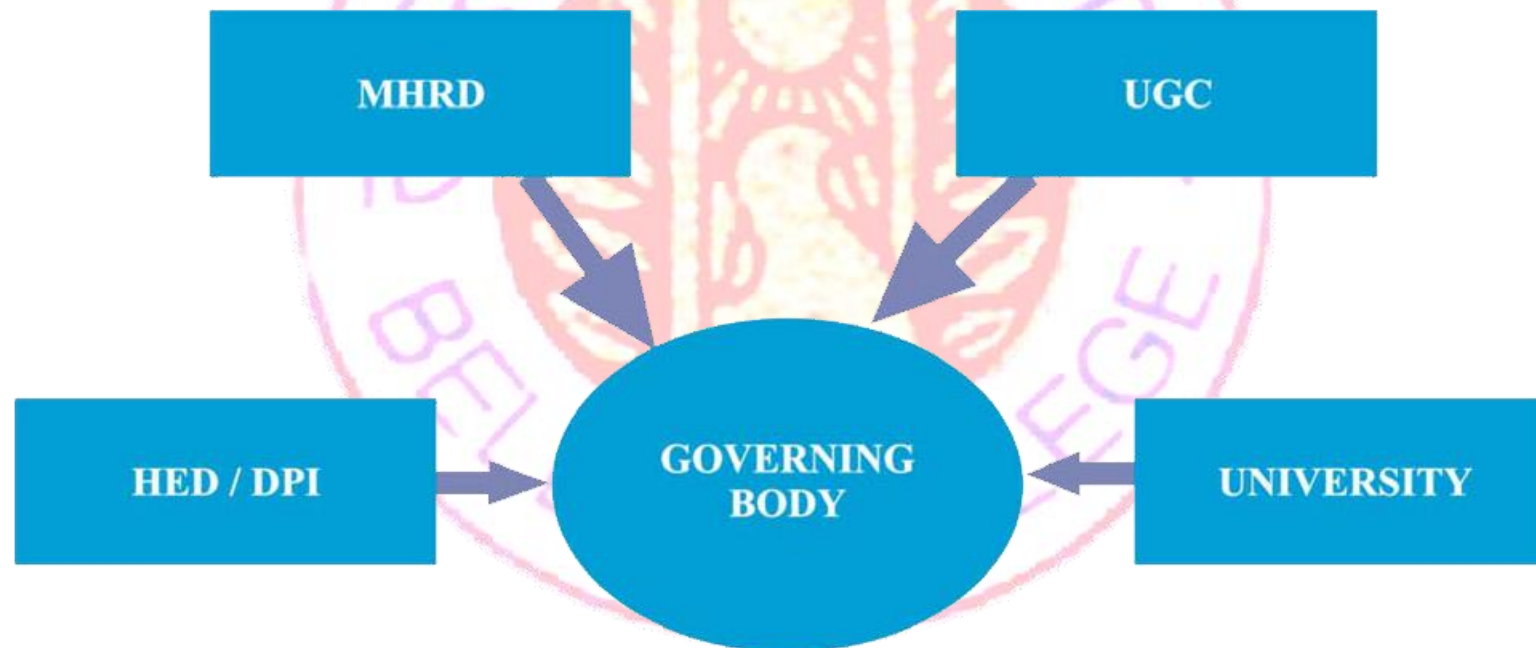 MHRD
UGC
HED / DPI
GOVERNING
BODY
UNIVERSITY